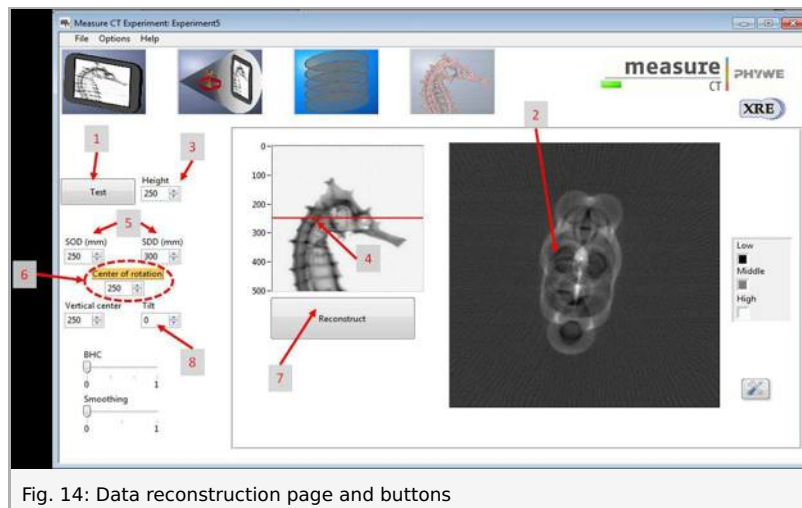 Measure CT Experiment: Experiment5
File Options Help
measure
CT
PHYWE
XRE
1
3
2
Test
Height
250
0
100
200
300
400
500
4
5
SOD (mm)
250
SDD (mm)
300
6
Center of rotation
250
Vertical center
250
Tilt
0
8
Reconstruct
7
Low
Middle
High
BHC
0 1
Smoothing
0 1
Fig. 14: Data reconstruction page and buttons